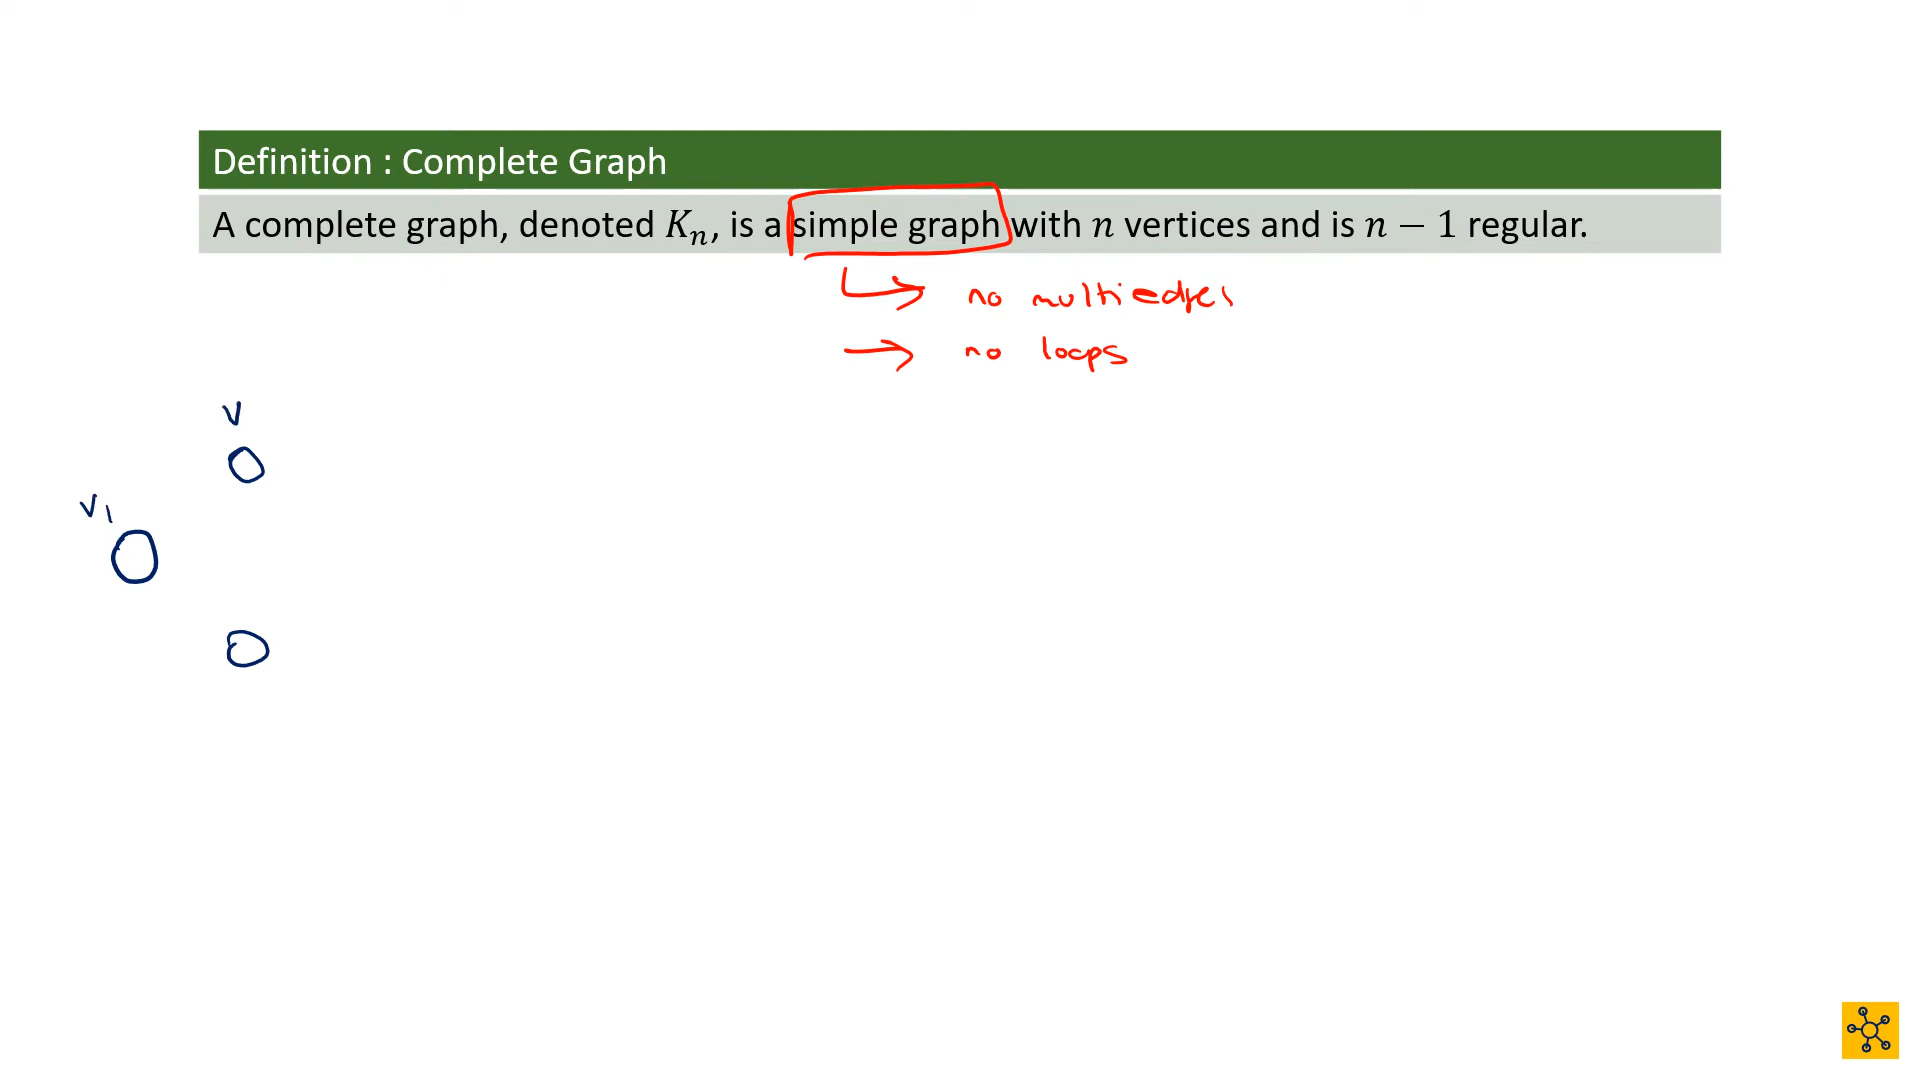 Definition : Complete Graph
A complete graph, denoted Kₙ, is a simple graph with n vertices and is n − 1 regular.
→ no multiedges
→ no loops
v
v₁